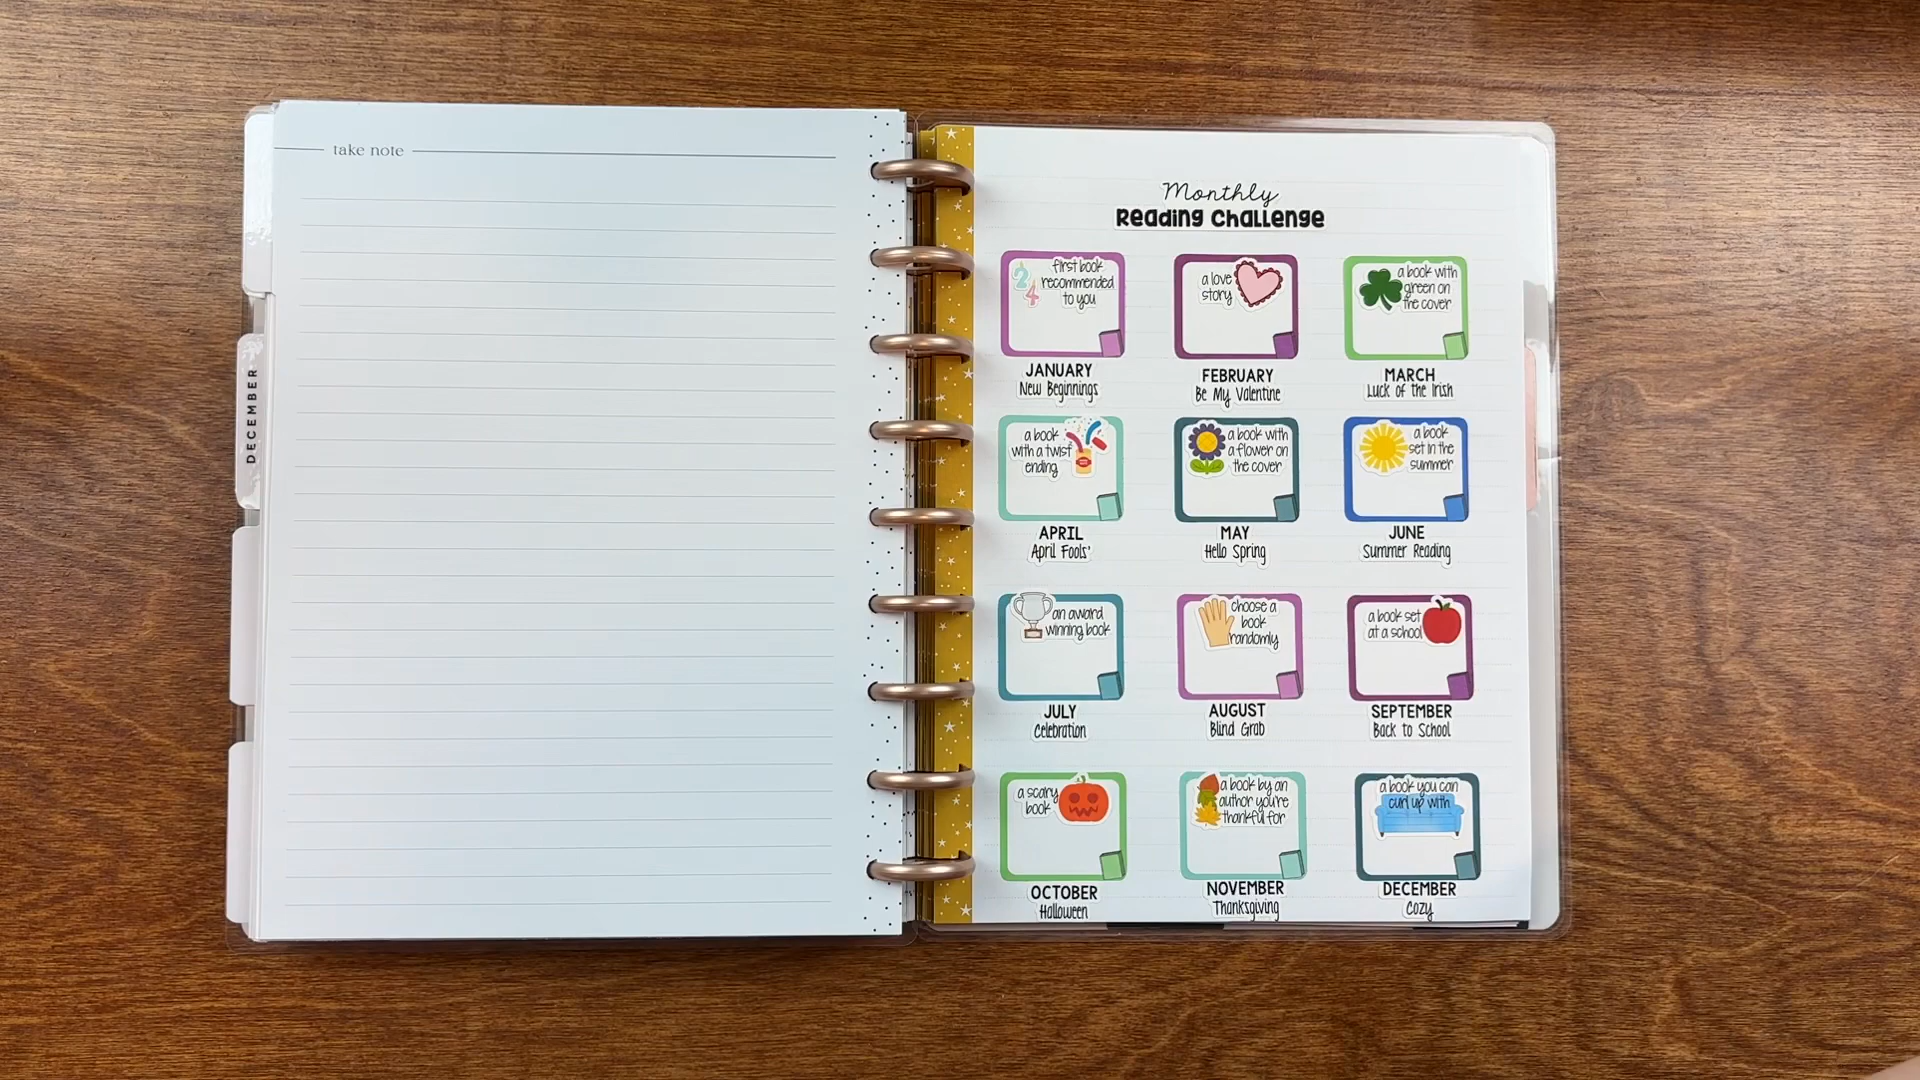 take note
DECEMBER
Monthly
Reading Challenge
2
4
first book
recommended
to you
JANUARY
New Beginnings
a love
story
FEBRUARY
Be My Valentine
a book with
green on
the cover
MARCH
Luck of the Irish
a book
with a twist
ending
APRIL
April Fools'
a book with
a flower on
the cover
MAY
Hello Spring
a book
set in the
summer
JUNE
Summer Reading
an award
winning book
JULY
Celebration
choose a
book
randomly
AUGUST
Blind Grab
a book set
at a school
SEPTEMBER
Back to School
a scary
book
OCTOBER
Halloween
a book by an
author you're
thankful for
NOVEMBER
Thanksgiving
a book you can
curl up with
DECEMBER
Cozy